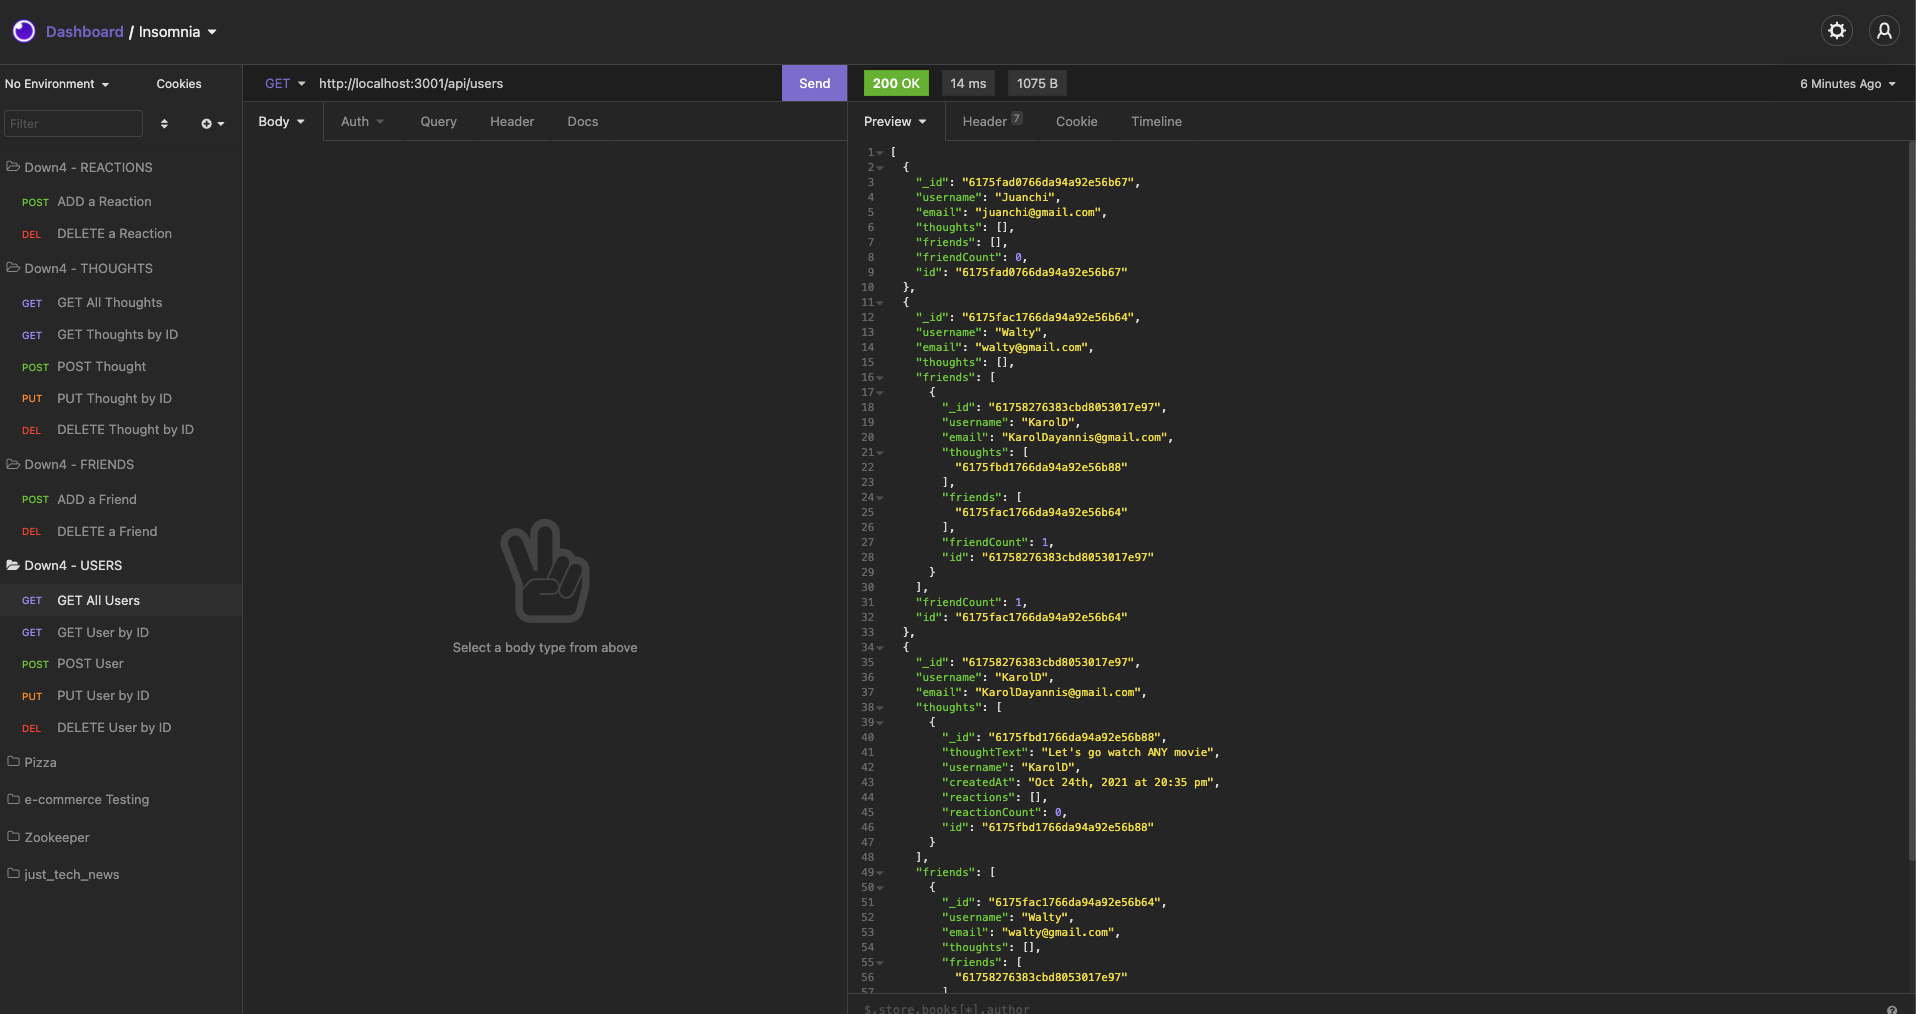 Dashboard / Insomnia
No Environment
Cookies
Filter
Down4 - REACTIONS
POST ADD a Reaction
DEL DELETE a Reaction
Down4 - THOUGHTS
GET GET All Thoughts
GET GET Thoughts by ID
POST POST Thought
PUT PUT Thought by ID
DEL DELETE Thought by ID
Down4 - FRIENDS
POST ADD a Friend
DEL DELETE a Friend
Down4 - USERS
GET GET All Users
GET GET User by ID
POST POST User
PUT PUT User by ID
DEL DELETE User by ID
Pizza
e-commerce Testing
Zookeeper
just_tech_news
GET http://localhost:3001/api/users Send
Body Auth Query Header Docs
Select a body type from above
200 OK 14 ms 1075 B 6 Minutes Ago
Preview Header 7 Cookie Timeline
1 [
2 {
3 "_id": "6175fad0766da94a92e56b67",
4 "username": "Juanchi",
5 "email": "juanchi@gmail.com",
6 "thoughts": [],
7 "friends": [],
8 "friendCount": 0,
9 "id": "6175fad0766da94a92e56b67"
10 },
11 {
12 "_id": "6175fac1766da94a92e56b64",
13 "username": "Walty",
14 "email": "walty@gmail.com",
15 "thoughts": [],
16 "friends": [
17 {
18 "_id": "61758276383cbd8053017e97",
19 "username": "KarolD",
20 "email": "KarolDayannis@gmail.com",
21 "thoughts": [
22 "6175fbd1766da94a92e56b88"
23 ],
24 "friends": [
25 "6175fac1766da94a92e56b64"
26 ],
27 "friendCount": 1,
28 "id": "61758276383cbd8053017e97"
29 }
30 ],
31 "friendCount": 1,
32 "id": "6175fac1766da94a92e56b64"
33 },
34 {
35 "_id": "61758276383cbd8053017e97",
36 "username": "KarolD",
37 "email": "KarolDayannis@gmail.com",
38 "thoughts": [
39 {
40 "_id": "6175fbd1766da94a92e56b88",
41 "thoughtText": "Let's go watch ANY movie",
42 "username": "KarolD",
43 "createdAt": "Oct 24th, 2021 at 20:35 pm",
44 "reactions": [],
45 "reactionCount": 0,
46 "id": "6175fbd1766da94a92e56b88"
47 }
48 ],
49 "friends": [
50 {
51 "_id": "6175fac1766da94a92e56b64",
52 "username": "Walty",
53 "email": "walty@gmail.com",
54 "thoughts": [],
55 "friends": [
56 "61758276383cbd8053017e97"
57 ]
$.store.books[*].author